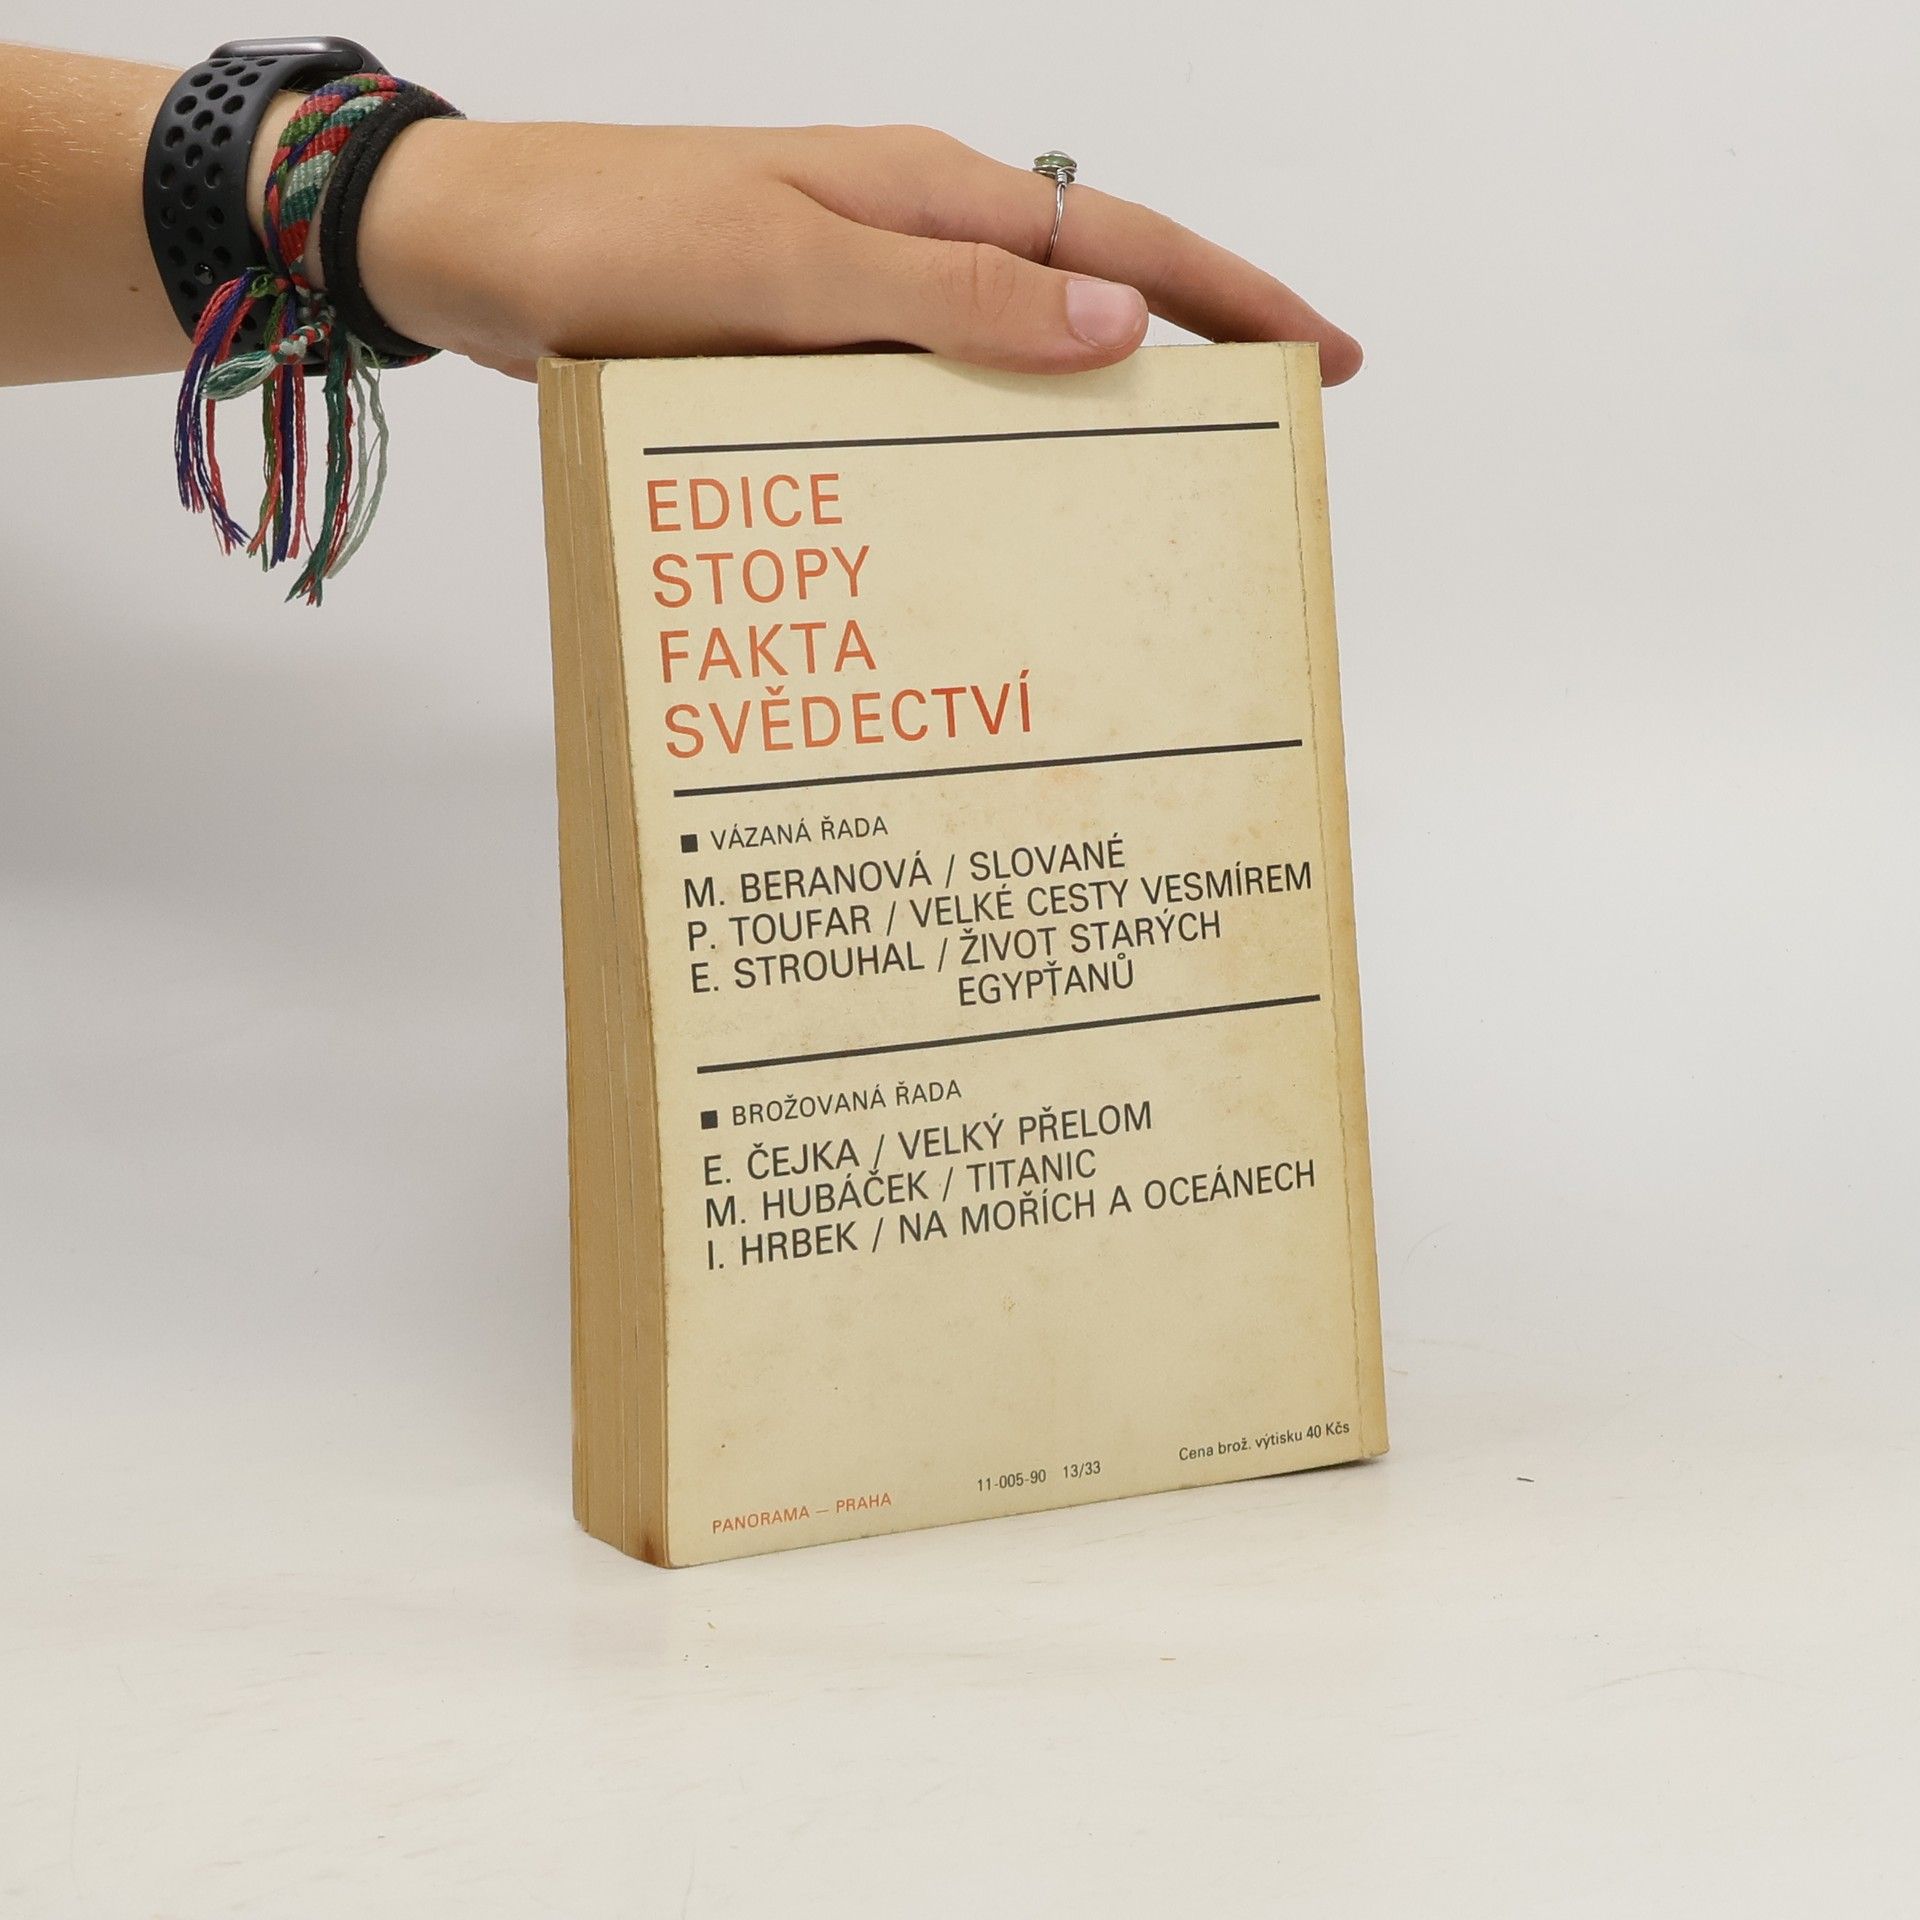 EDICE
STOPY
FAKTA
SVĚDECTVÍ
■ VÁZANÁ ŘADA
M. BERANOVÁ / SLOVANÉ
P. TOUFAR / VELKÉ CESTY VESMÍREM
E. STROUHAL / ŽIVOT STARÝCH
EGYPŤANŮ
■ BROŽOVANÁ ŘADA
E. ČEJKA / VELKÝ PŘELOM
M. HUBÁČEK / TITANIC
I. HRBEK / NA MOŘÍCH A OCEÁNECH
PANORAMA — PRAHA 11-005-90 13/33 Cena brož. výtisku 40 Kčs